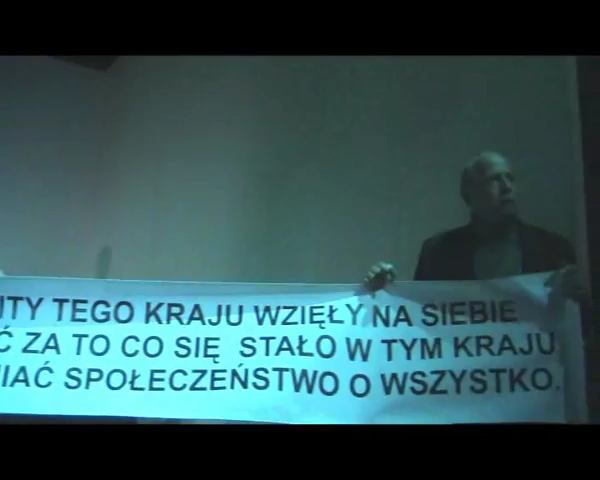 TEGO KRAJU WZIĘŁY NA SIEBIE
ZA TO CO SIĘ STAŁO W TYM KRAJU
SPOŁECZEŃSTWO O WSZYSTKO.